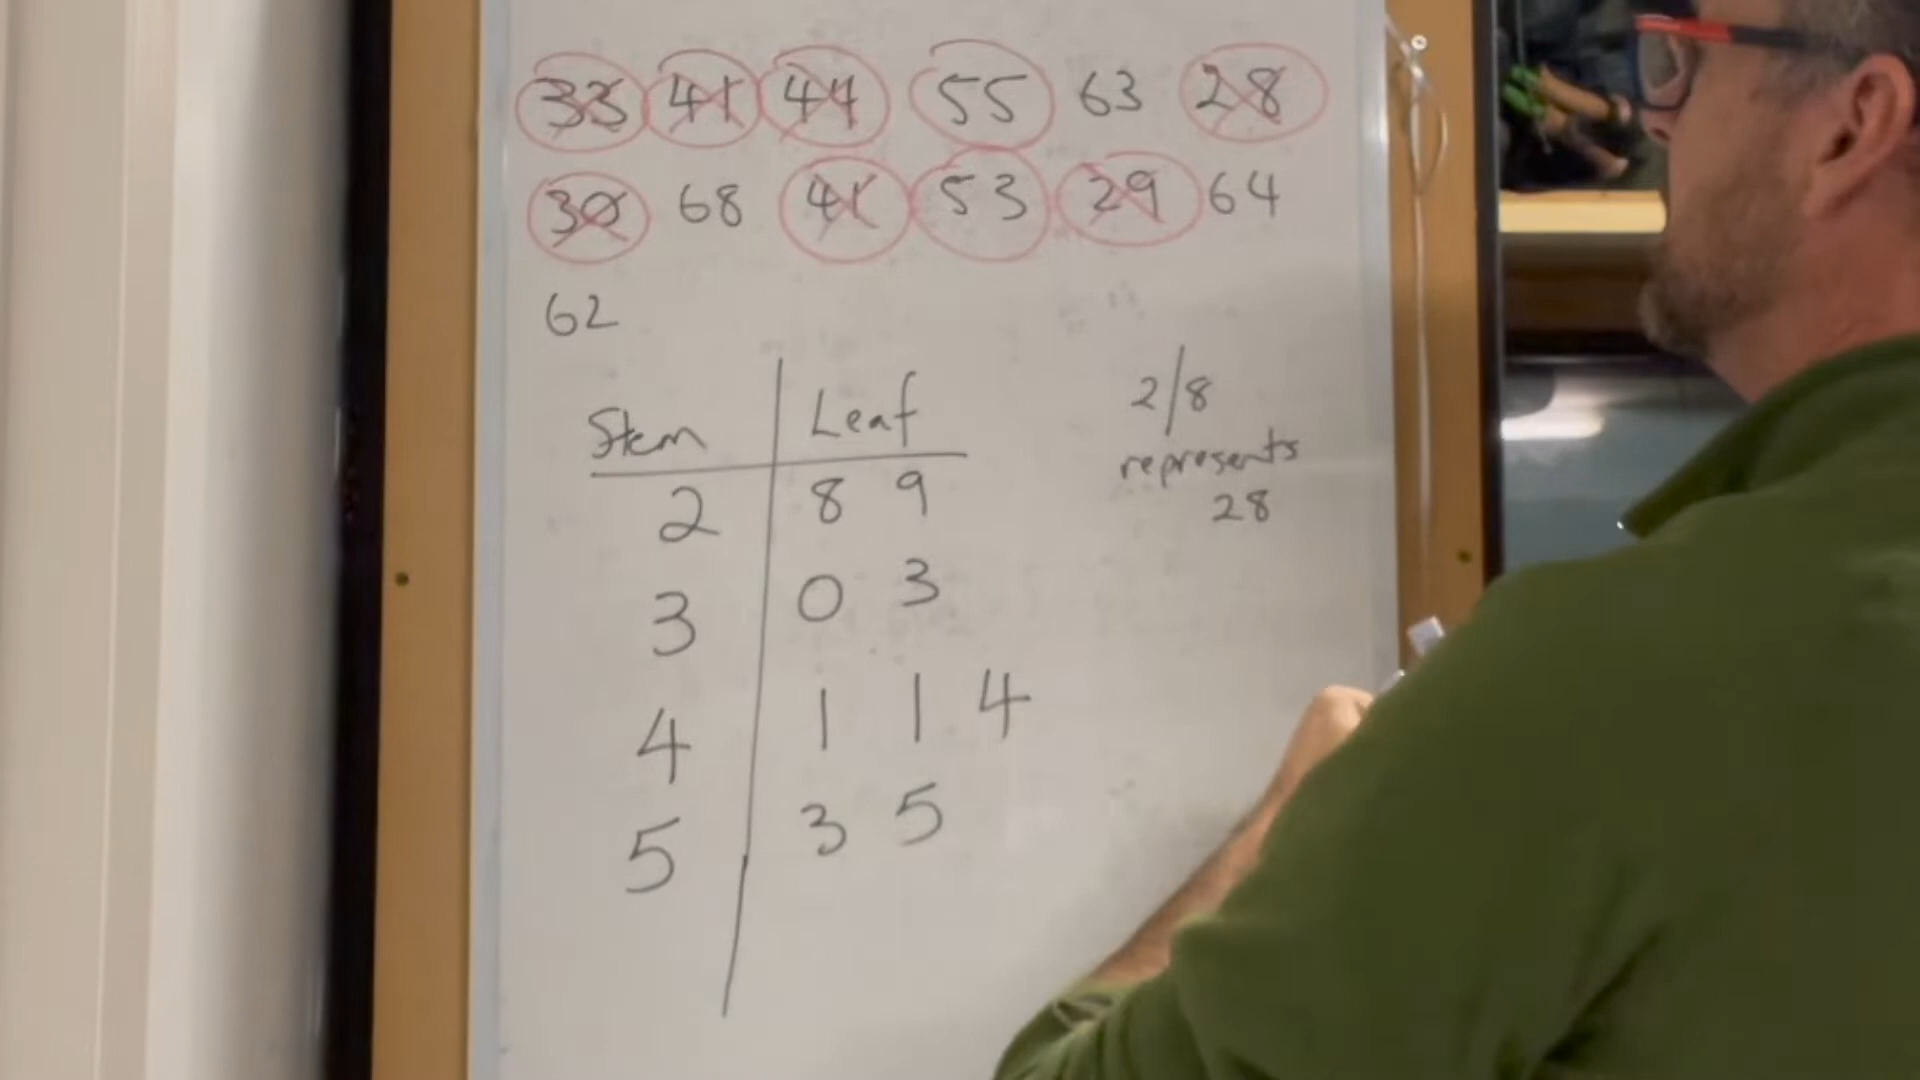 33 41 44 55 63 28
30 68 41 53 29 64
62
Stem | Leaf
2 | 8 9
3 | 0 3
4 | 1 1 4
5 | 3 5
2/8
represents
28